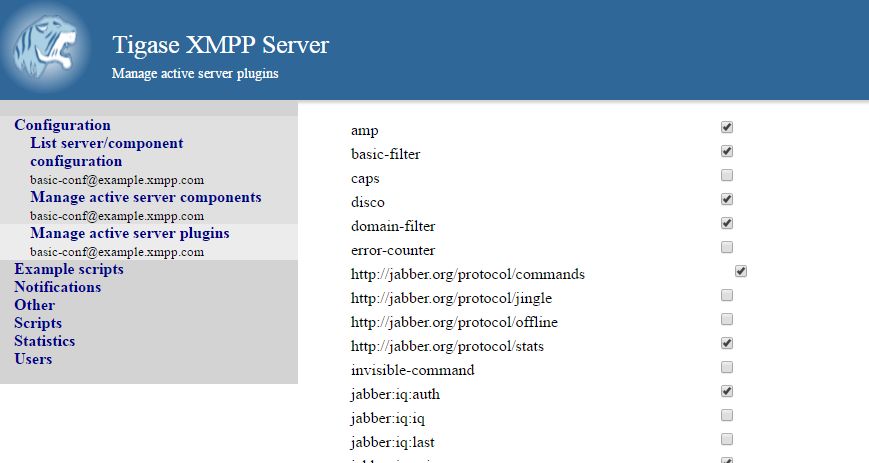 Tigase XMPP Server
Manage active server plugins
Configuration
List server/component
configuration
basic-conf@example.xmpp.com
Manage active server components
basic-conf@example.xmpp.com
Manage active server plugins
basic-conf@example.xmpp.com
Example scripts
Notifications
Other
Scripts
Statistics
Users
amp
basic-filter
caps
disco
domain-filter
error-counter
http://jabber.org/protocol/commands
http://jabber.org/protocol/jingle
http://jabber.org/protocol/offline
http://jabber.org/protocol/stats
invisible-command
jabber:iq:auth
jabber:iq:iq
jabber:iq:last